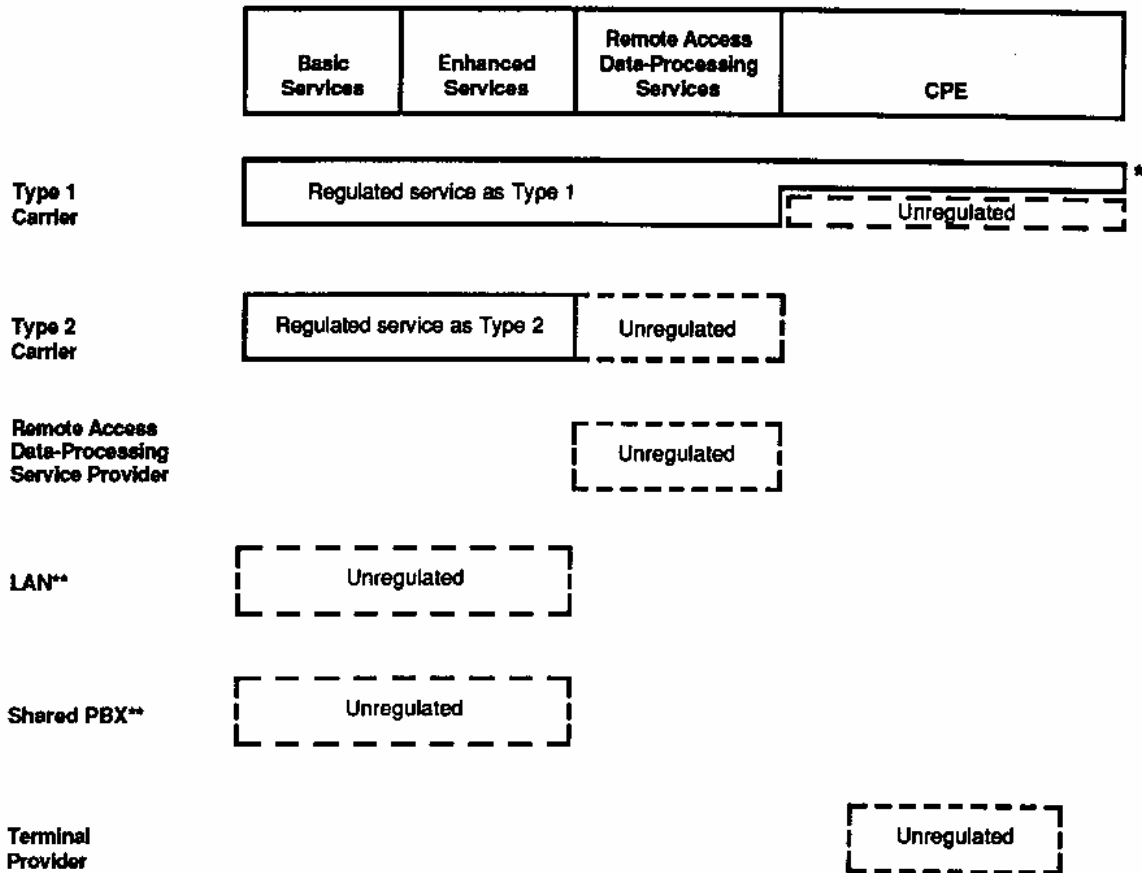 Basic
Services
Enhanced
Services
Remote Access
Data-Processing
Services
CPE
Type 1
Carrier
Regulated service as Type 1
*
Unregulated
Type 2
Carrier
Regulated service as Type 2
Unregulated
Remote Access
Data-Processing
Service Provider
Unregulated
LAN**
Unregulated
Shared PBX**
Unregulated
Terminal
Provider
Unregulated